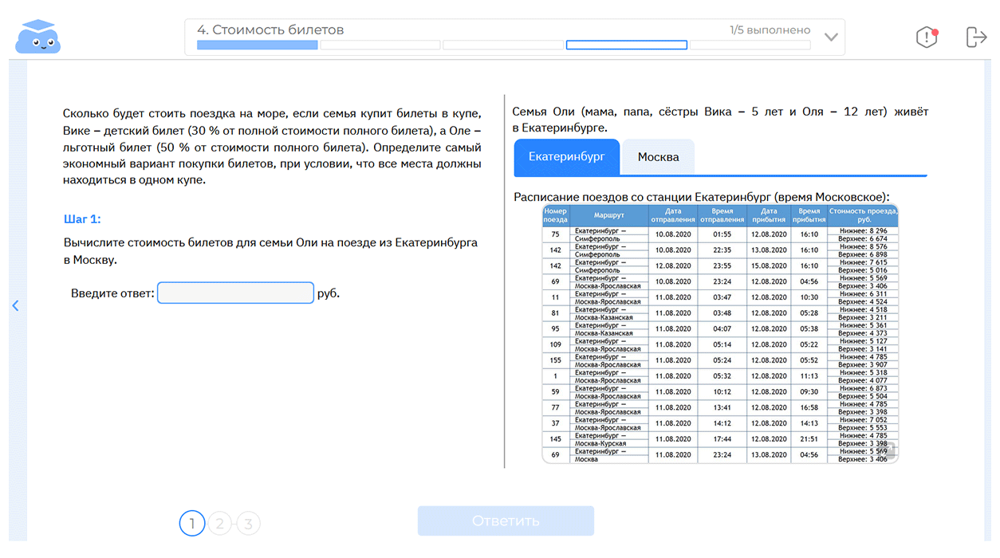 4. Стоимость билетов
1/5 выполнено
Сколько будет стоить поездка на море, если семья купит билеты в купе,
Вике – детский билет (30 % от полной стоимости полного билета), а Оле –
льготный билет (50 % от стоимости полного билета). Определите самый
экономный вариант покупки билетов, при условии, что все места должны
находиться в одном купе.
Шаг 1:
Вычислите стоимость билетов для семьи Оли на поезде из Екатеринбурга
в Москву.
Введите ответ:
руб.
Семья Оли (мама, папа, сёстры Вика – 5 лет и Оля – 12 лет) живёт
в Екатеринбурге.
Екатеринбург
Москва
Расписание поездов со станции Екатеринбург (время Московское):
Номер поезда Маршрут Дата отправления Время отправления Дата прибытия Время прибытия Стоимость проезда, руб.
75 Екатеринбург – Симферополь 10.08.2020 01:55 12.08.2020 16:10 Нижнее: 8 296 Верхнее: 6 674
142 Екатеринбург – Симферополь 10.08.2020 22:35 13.08.2020 16:10 Нижнее: 8 576 Верхнее: 6 898
142 Екатеринбург – Симферополь 12.08.2020 23:55 15.08.2020 16:10 Нижнее: 7 615 Верхнее: 5 016
69 Екатеринбург – Москва-Ярославская 10.08.2020 23:24 12.08.2020 04:56 Нижнее: 5 569 Верхнее: 3 406
11 Екатеринбург – Москва-Ярославская 11.08.2020 03:47 12.08.2020 10:30 Нижнее: 6 311 Верхнее: 4 524
81 Екатеринбург – Москва-Казанская 11.08.2020 03:48 12.08.2020 05:28 Нижнее: 4 518 Верхнее: 3 211
95 Екатеринбург – Москва-Казанская 11.08.2020 04:07 12.08.2020 05:38 Нижнее: 5 361 Верхнее: 4 373
109 Екатеринбург – Москва-Ярославская 11.08.2020 05:14 12.08.2020 05:22 Нижнее: 5 127 Верхнее: 3 141
155 Екатеринбург – Москва-Ярославская 11.08.2020 05:24 12.08.2020 05:52 Нижнее: 4 785 Верхнее: 3 907
1 Екатеринбург – Москва-Ярославская 11.08.2020 05:32 12.08.2020 11:13 Нижнее: 5 318 Верхнее: 4 077
59 Екатеринбург – Москва-Ярославская 11.08.2020 10:12 12.08.2020 09:30 Нижнее: 6 873 Верхнее: 5 504
77 Екатеринбург – Москва-Ярославская 11.08.2020 13:41 12.08.2020 16:58 Нижнее: 4 785 Верхнее: 3 398
37 Екатеринбург – Москва-Ярославская 11.08.2020 14:12 12.08.2020 14:13 Нижнее: 7 052 Верхнее: 5 553
145 Екатеринбург – Москва-Курская 11.08.2020 17:44 12.08.2020 21:51 Нижнее: 4 785 Верхнее: 3 398
69 Екатеринбург – Москва 11.08.2020 23:24 13.08.2020 04:56 Нижнее: 5 569 Верхнее: 3 406
1 2 3
Ответить